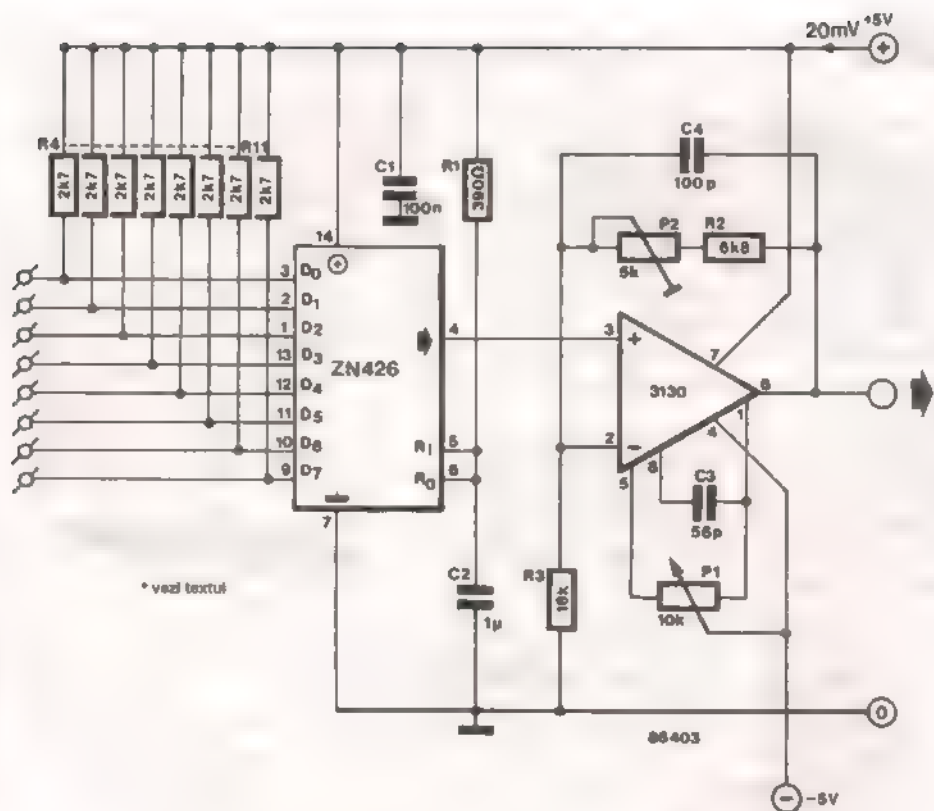 20mV +5V
+
R4 R11
2k7 2k7 2k7 2k7 2k7 2k7 2k7 2k7
C1
100n
R1
390Ω
C4
100p
P2 R2
5k 6k8
14
+
3 D0
2 D1
1 D2
13 D3
12 D4
11 D5
10 D6
9 D7
ZN426
4
RI 5
R0 6
7
3 +
2 −
3130
7
6
1
4
8
5
C3
56p
P1
10k
R3
C2
1µ
* vezi textul
0
86403
− -5V